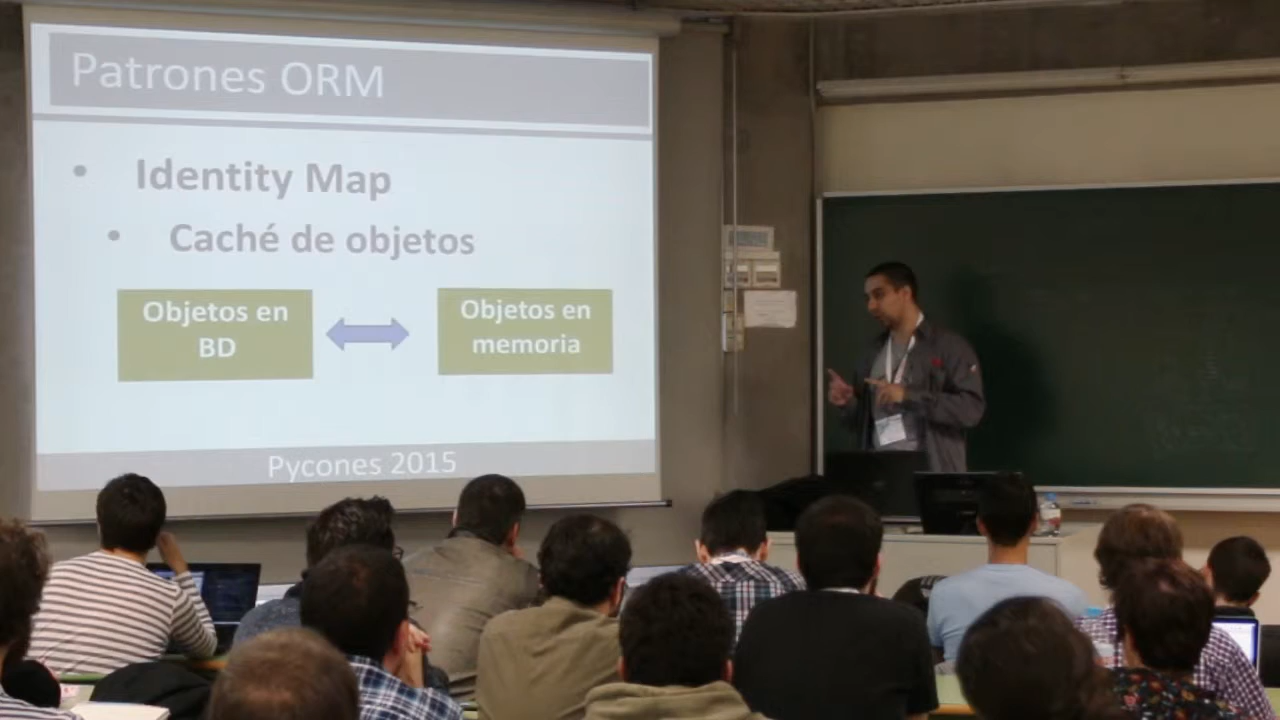 Patrones ORM
• Identity Map
• Caché de objetos
Objetos en
BD
Objetos en
memoria
Pycones 2015